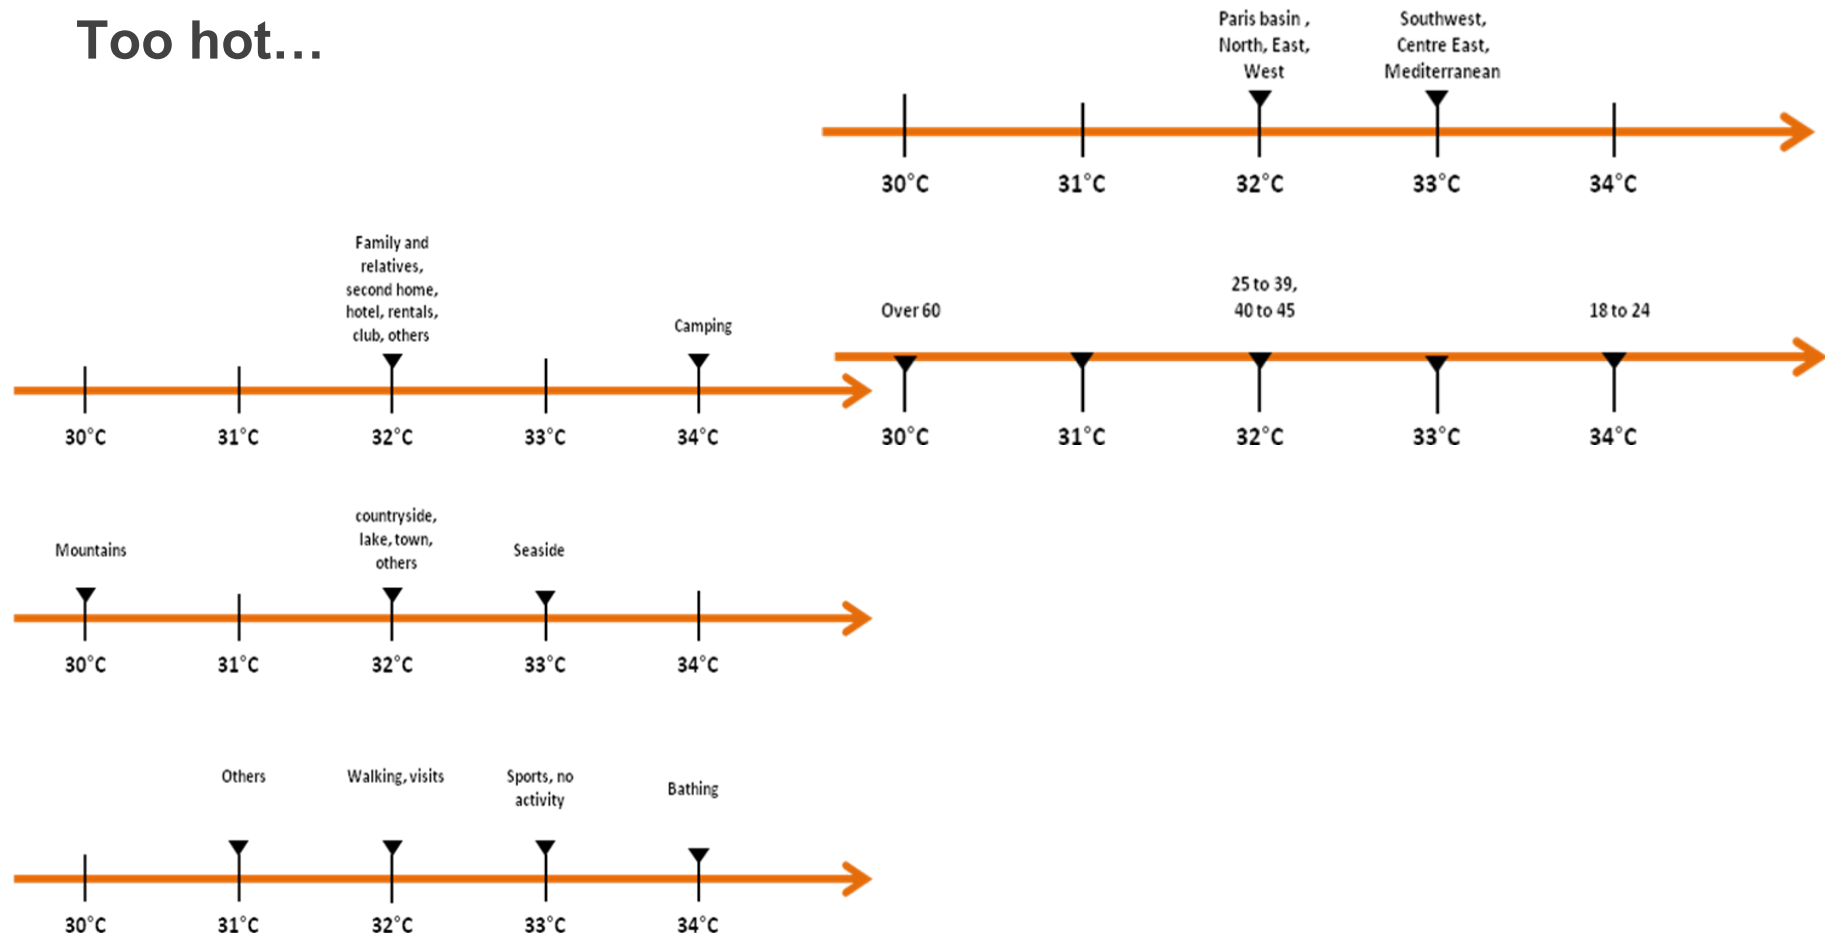 Too hot...
Paris basin ,
North, East,
West
Southwest,
Centre East,
Mediterranean
30°C 31°C 32°C 33°C 34°C
Family and
relatives,
second home,
hotel, rentals,
club, others
Camping
30°C 31°C 32°C 33°C 34°C
Over 60
25 to 39,
40 to 45
18 to 24
30°C 31°C 32°C 33°C 34°C
Mountains
countryside,
lake, town,
others
Seaside
30°C 31°C 32°C 33°C 34°C
Others
Walking, visits
Sports, no
activity
Bathing
30°C 31°C 32°C 33°C 34°C